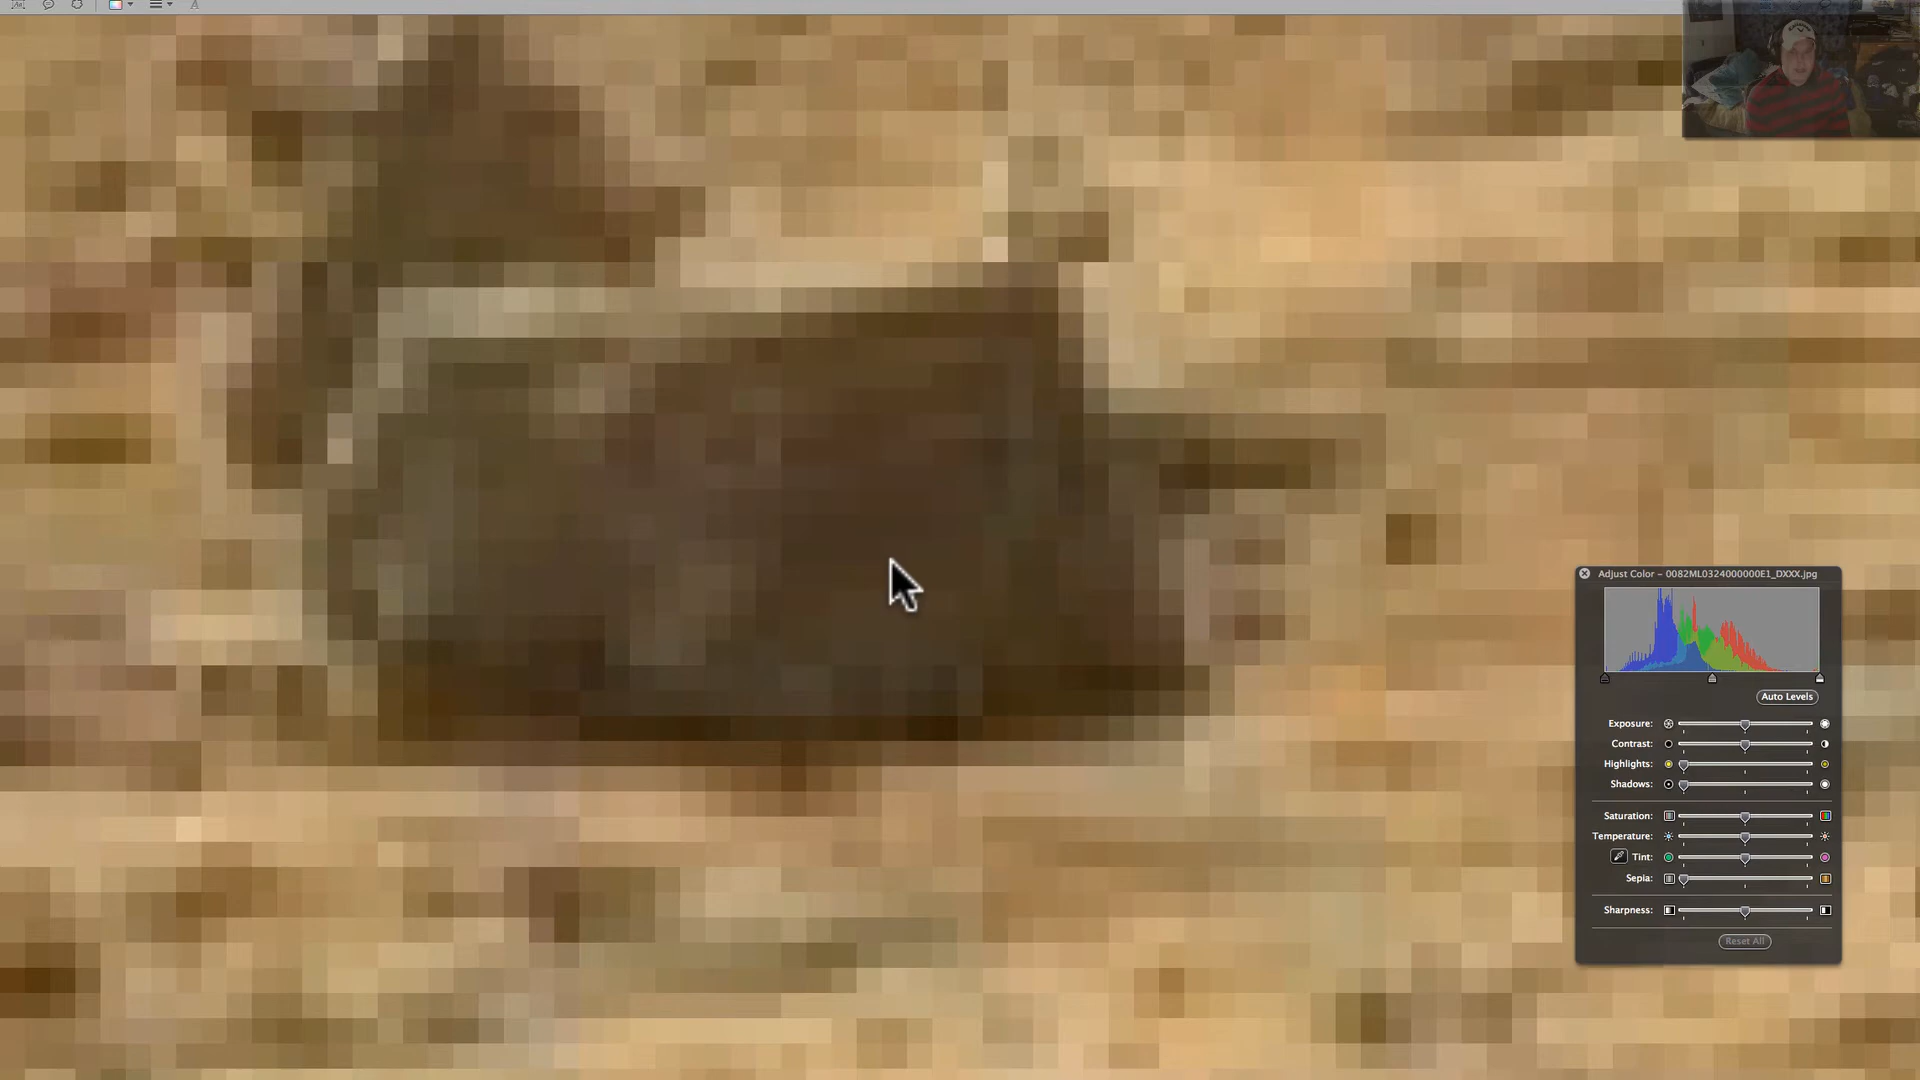 A
Adjust Color – 0082ML0324000000E1_DXXX.jpg
Auto Levels
Exposure:
Contrast:
Highlights:
Shadows:
Saturation:
Temperature:
Tint:
Sepia:
Sharpness:
Reset All